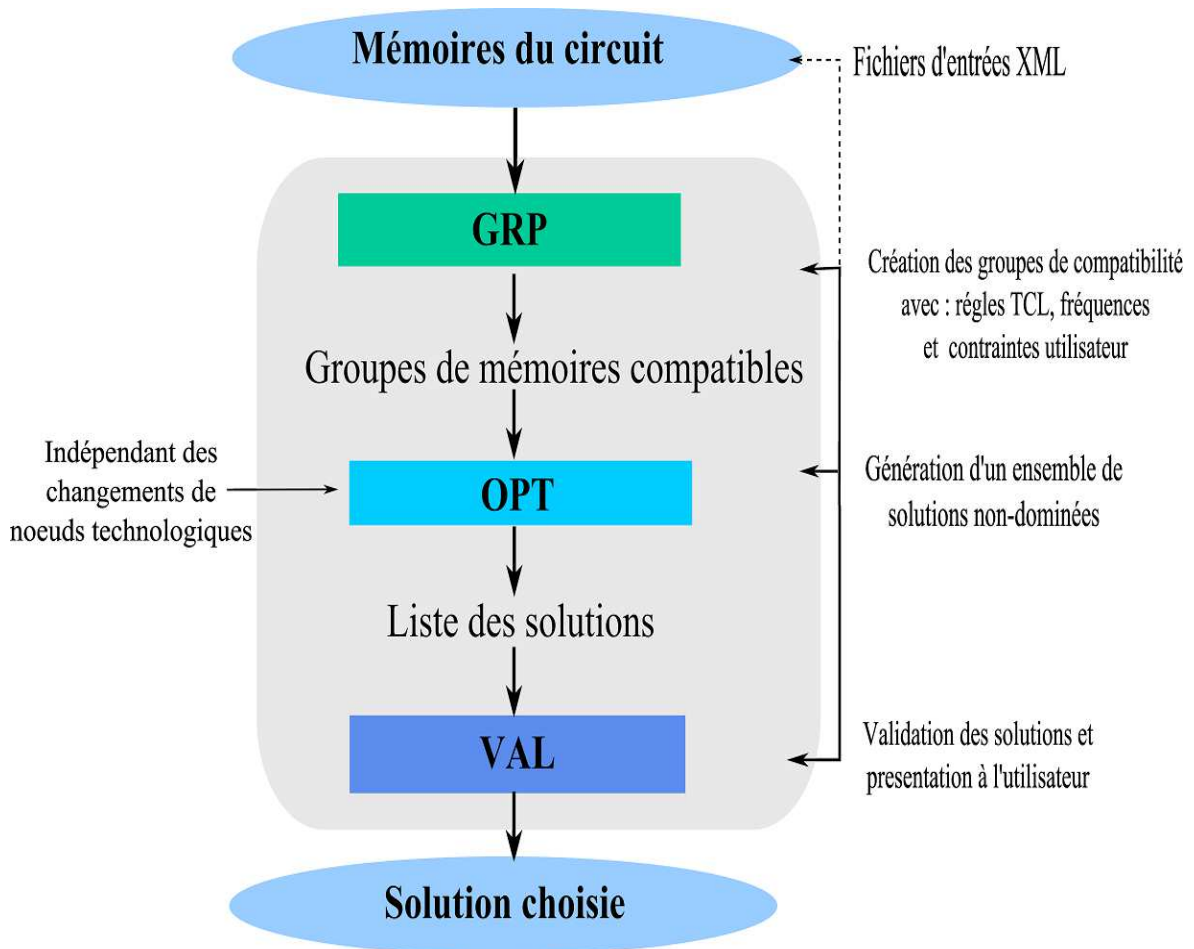 Mémoires du circuit
Fichiers d'entrées XML
GRP
Création des groupes de compatibilité
avec : régles TCL, fréquences
et contraintes utilisateur
Groupes de mémoires compatibles
Indépendant des
changements de
noeuds technologiques
OPT
Génération d'un ensemble de
solutions non-dominées
Liste des solutions
VAL
Validation des solutions et
presentation à l'utilisateur
Solution choisie